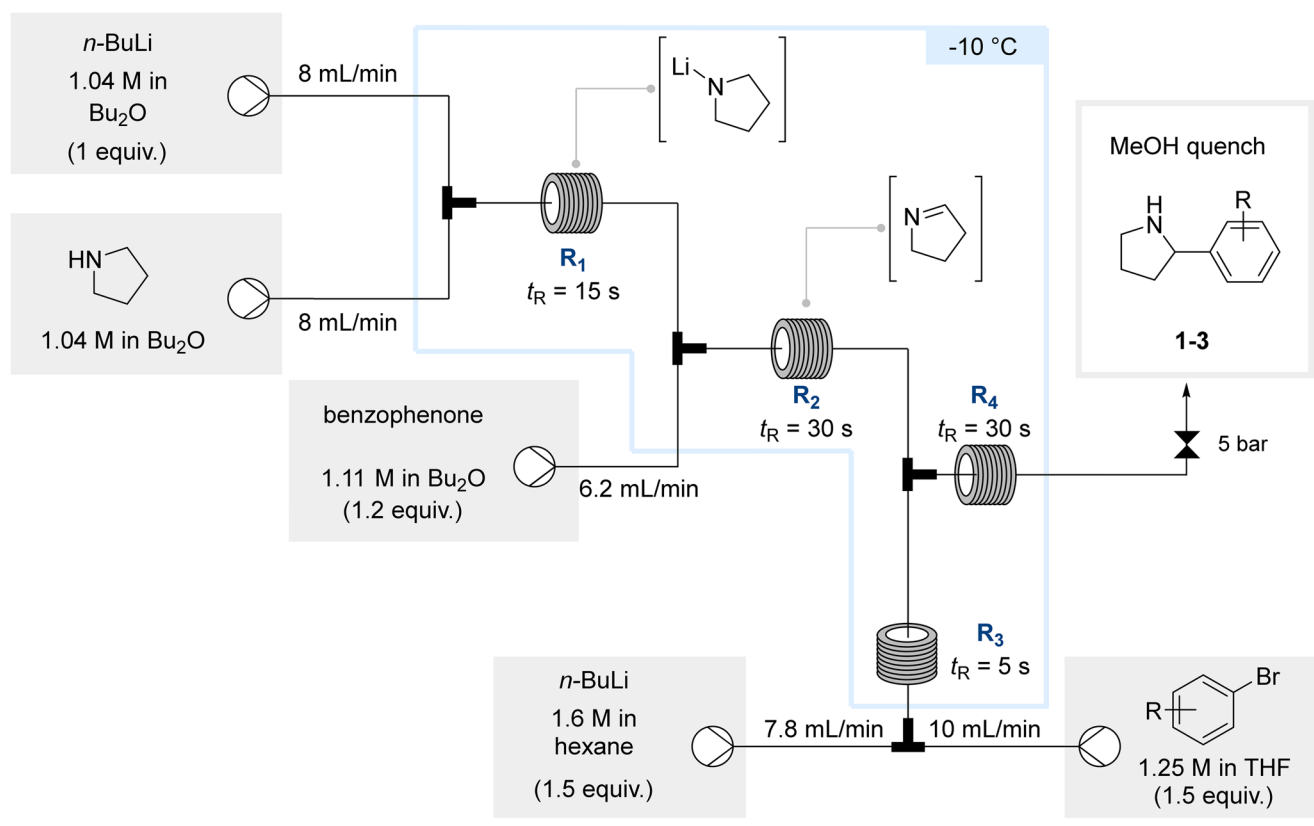 n-BuLi
1.04 M in
Bu2O
(1 equiv.)
8 mL/min
HN
1.04 M in Bu2O
8 mL/min
-10 °C
Li
N
R1
tR = 15 s
N
R2
tR = 30 s
benzophenone
1.11 M in Bu2O
(1.2 equiv.)
6.2 mL/min
R4
tR = 30 s
5 bar
MeOH quench
H
N
R
1-3
R3
tR = 5 s
n-BuLi
1.6 M in
hexane
(1.5 equiv.)
7.8 mL/min
10 mL/min
Br
R
1.25 M in THF
(1.5 equiv.)